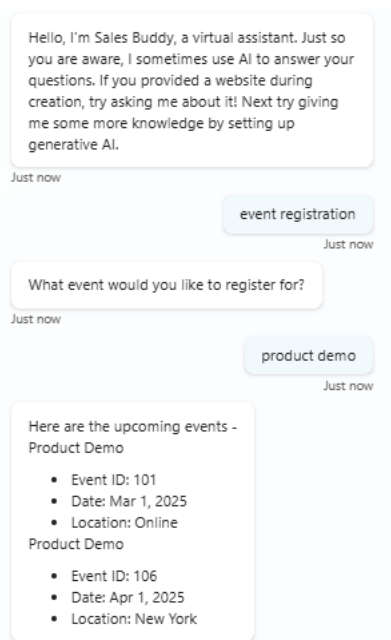 Hello, I'm Sales Buddy, a virtual assistant. Just so
you are aware, I sometimes use AI to answer your
questions. If you provided a website during
creation, try asking me about it! Next try giving
me some more knowledge by setting up
generative AI.
Just now
event registration
Just now
What event would you like to register for?
Just now
product demo
Just now
Here are the upcoming events -
Product Demo
• Event ID: 101
• Date: Mar 1, 2025
• Location: Online
Product Demo
• Event ID: 106
• Date: Apr 1, 2025
• Location: New York